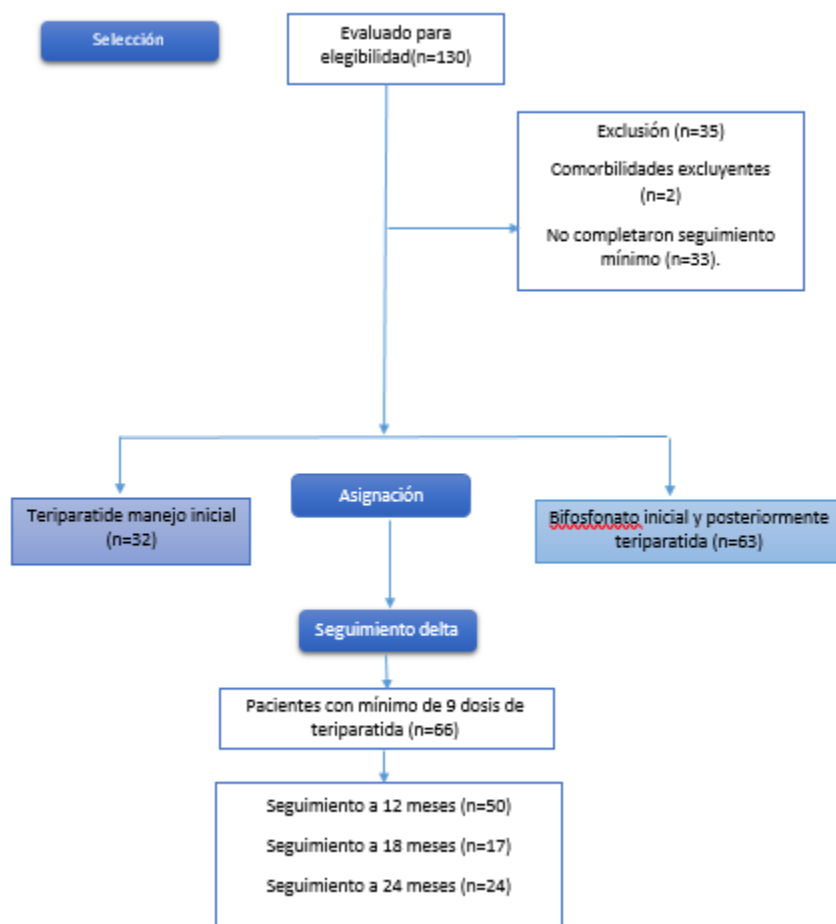 Selección
Evaluado para
elegibilidad(n=130)
Exclusión (n=35)
Comorbilidades excluyentes
(n=2)
No completaron seguimiento
mínimo (n=33).
Teriparatide manejo inicial
(n=32)
Asignación
Bifosfonato inicial y posteriormente
teriparatida (n=63)
Seguimiento delta
Pacientes con mínimo de 9 dosis de
teriparatida (n=66)
Seguimiento a 12 meses (n=50)
Seguimiento a 18 meses (n=17)
Seguimiento a 24 meses (n=24)